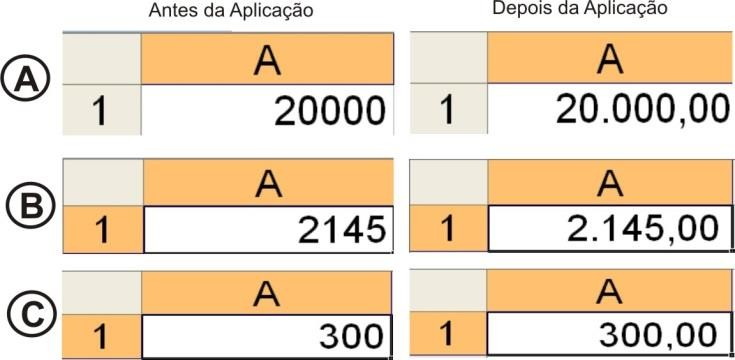 Antes da Aplicação Depois da Aplicação
A A A
1 20000 1 20.000,00
B A A
1 2145 1 2.145,00
C A A
1 300 1 300,00